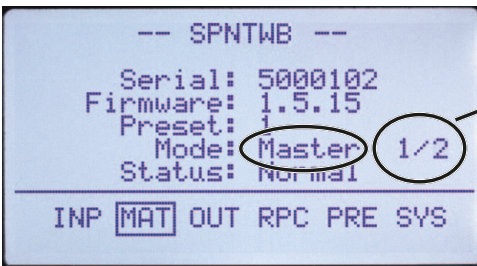 -- SPNTWB --
Serial: 5000102
Firmware: 1.5.15
Preset: 1
Mode: Master 1/2
Status: Normal
INP MAT OUT RPC PRE SYS